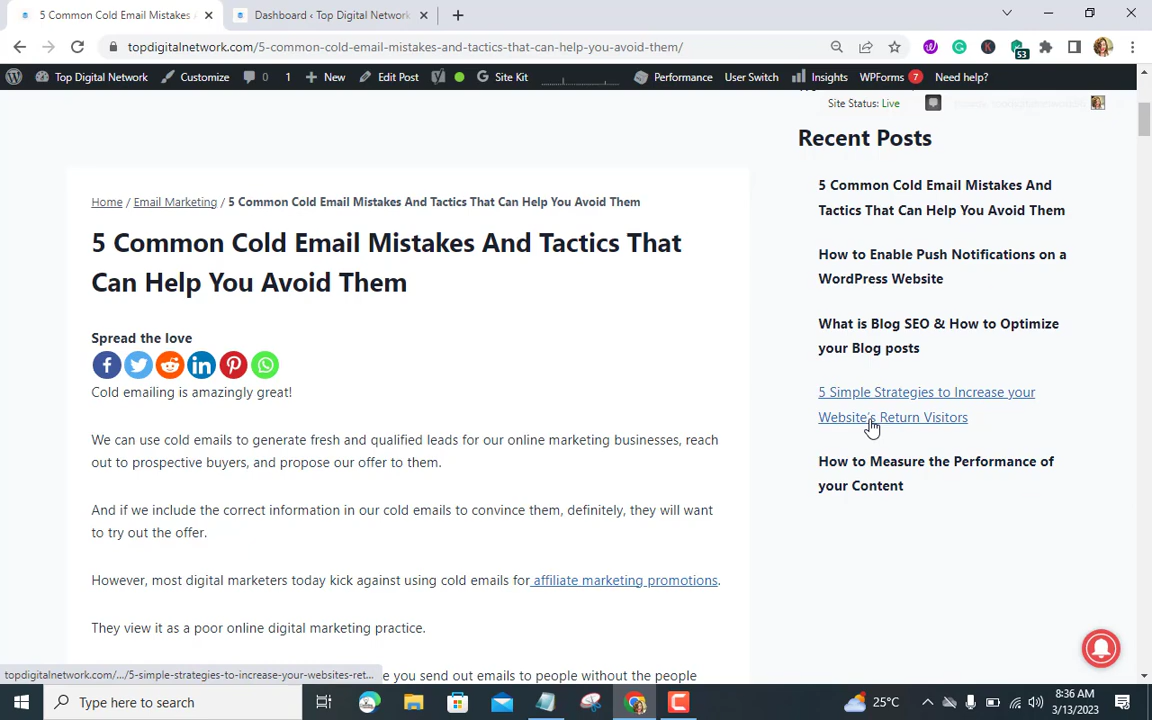 5 Common Cold Email Mistakes
Dashboard ‹ Top Digital Network
topdigitalnetwork.com/5-common-cold-email-mistakes-and-tactics-that-can-help-you-avoid-them/
53
Top Digital Network Customize 0 1 New Edit Post Site Kit Performance User Switch Insights WPForms 7 Need help?
Site Status: Live
Recent Posts
5 Common Cold Email Mistakes And
Tactics That Can Help You Avoid Them
How to Enable Push Notifications on a
WordPress Website
What is Blog SEO & How to Optimize
your Blog posts
5 Simple Strategies to Increase your
Website's Return Visitors
How to Measure the Performance of
your Content
Home / Email Marketing / 5 Common Cold Email Mistakes And Tactics That Can Help You Avoid Them
5 Common Cold Email Mistakes And Tactics That
Can Help You Avoid Them
Spread the love
Cold emailing is amazingly great!
We can use cold emails to generate fresh and qualified leads for our online marketing businesses, reach
out to prospective buyers, and propose our offer to them.
And if we include the correct information in our cold emails to convince them, definitely, they will want
to try out the offer.
However, most digital marketers today kick against using cold emails for affiliate marketing promotions.
They view it as a poor online digital marketing practice.
you send out emails to people without the people
topdigitalnetwork.com/.../5-simple-strategies-to-increase-your-websites-ret...
Type here to search
25°C
8:36 AM
3/13/2023